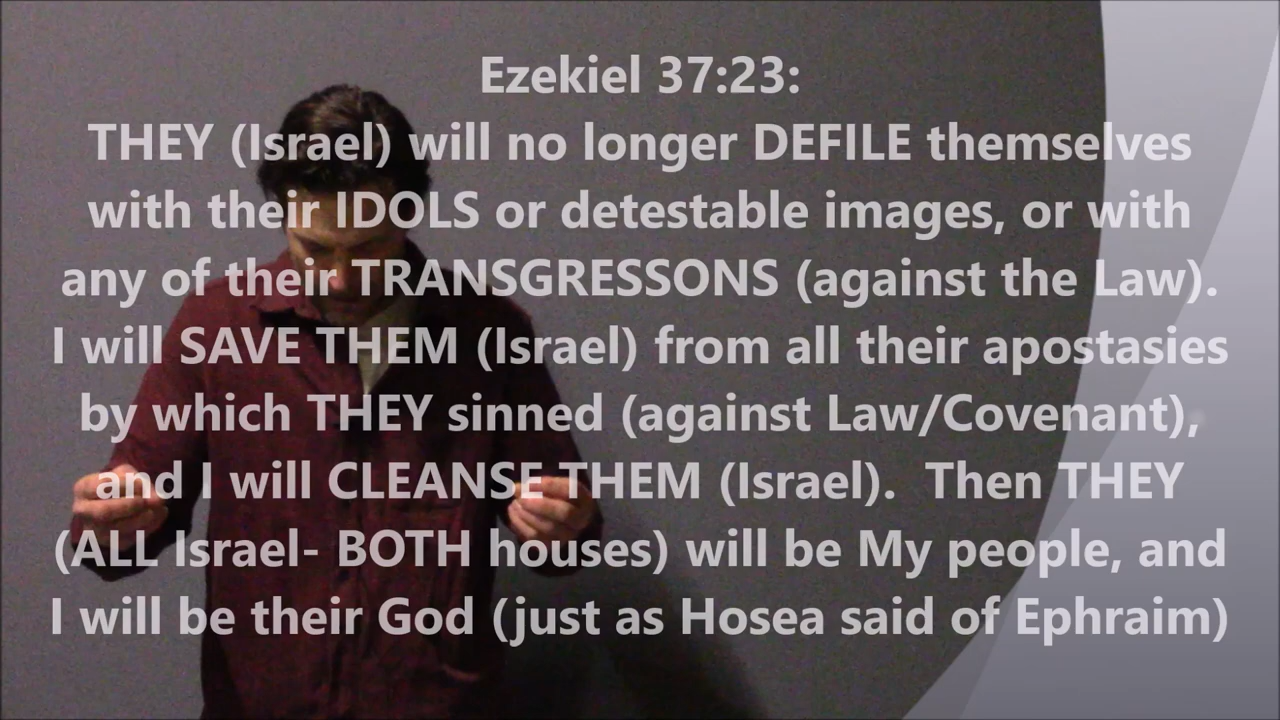 Ezekiel 37:23:
THEY (Israel) will no longer DEFILE themselves
with their IDOLS or detestable images, or with
any of their TRANSGRESSONS (against the Law).
I will SAVE THEM (Israel) from all their apostasies
by which THEY sinned (against Law/Covenant),
and I will CLEANSE THEM (Israel).  Then THEY
(ALL Israel- BOTH houses) will be My people, and
I will be their God (just as Hosea said of Ephraim)